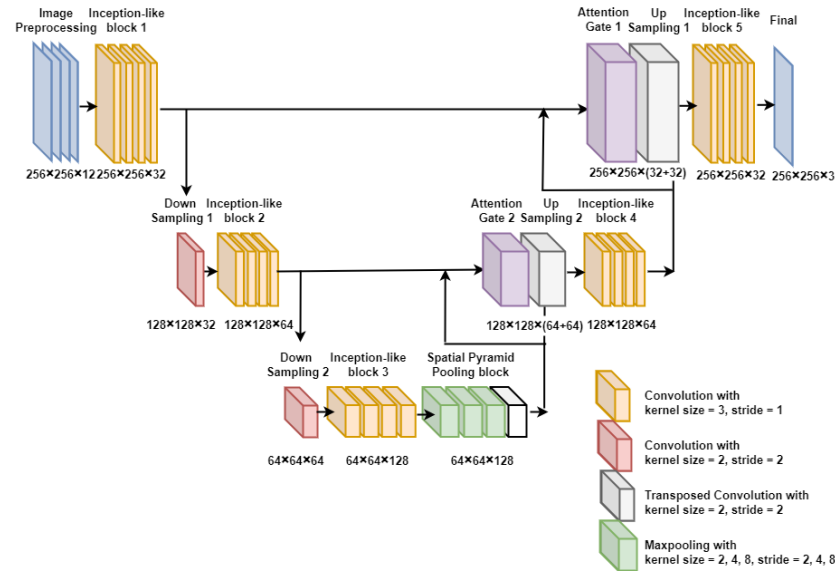 Image
Preprocessing
Inception-like
block 1
Attention
Gate 1
Up
Sampling 1
Inception-like
block 5
Final
256×256×12
256×256×32
256×256×(32+32)
256×256×32
256×256×3
Down
Sampling 1
Inception-like
block 2
Attention
Gate 2
Up
Sampling 2
Inception-like
block 4
128×128×32
128×128×64
128×128×(64+64)
128×128×64
Down
Sampling 2
Inception-like
block 3
Spatial Pyramid
Pooling block
64×64×64
64×64×128
64×64×128
Convolution with
kernel size = 3, stride = 1
Convolution with
kernel size = 2, stride = 2
Transposed Convolution with
kernel size = 2, stride = 2
Maxpooling with
kernel size = 2, 4, 8, stride = 2, 4, 8